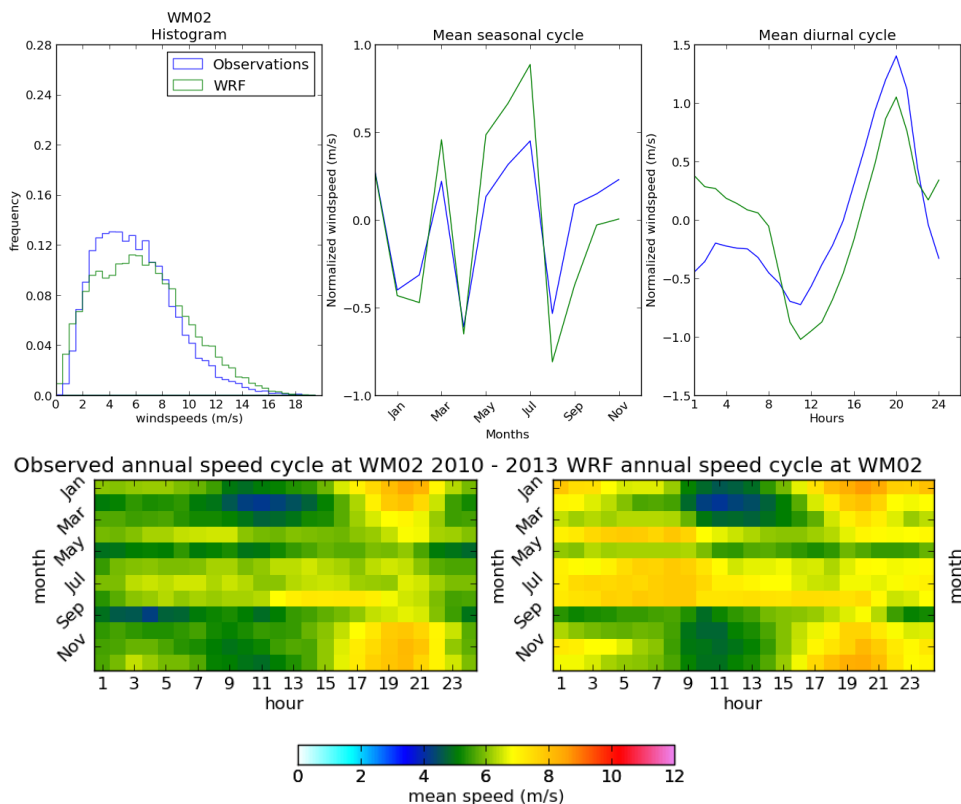 WM02
Histogram
Mean seasonal cycle
Mean diurnal cycle
Observations
WRF
0.28
0.24
0.20
0.16
0.12
0.08
0.04
0.0
frequency
0 2 4 6 8 10 12 14 16 18
windspeeds (m/s)
1.0
0.5
0.0
−0.5
−1.0
Normalized windspeed (m/s)
Jan Mar May Jul Sep Nov
Months
1.5
1.0
0.5
0.0
−0.5
−1.0
−1.5
Normalized windspeed (m/s)
1 4 8 12 16 20 24
Hours
Observed annual speed cycle at WM02 2010 - 2013 WRF annual speed cycle at WM02
Jan
Mar
May
Jul
Sep
Nov
month
1 3 5 7 9 11 13 15 17 19 21 23
hour
Jan
Mar
May
Jul
Sep
Nov
month
1 3 5 7 9 11 13 15 17 19 21 23
hour
month
0 2 4 6 8 10 12
mean speed (m/s)